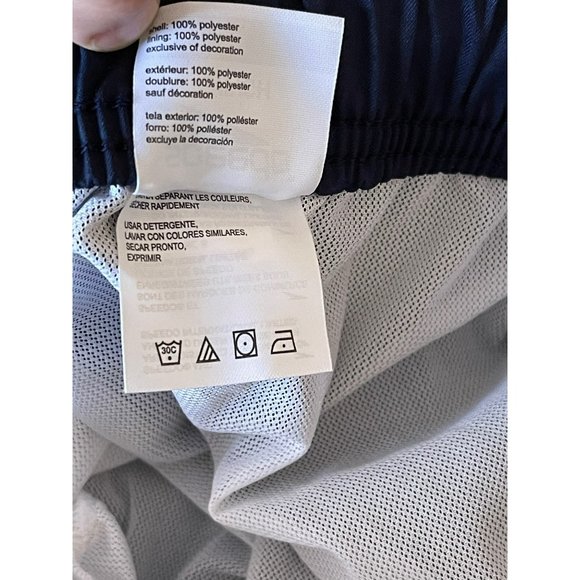 shell: 100% polyester
lining: 100% polyester
exclusive of decoration
extérieur: 100% polyester
doublure: 100% polyester
sauf décoration
tela exterior: 100% poliéster
forro: 100% poliéster
excluye la decoración
SÉPARANT LES COULEURS,
SÉCHER RAPIDEMENT
USAR DETERGENTE,
LAVAR CON COLORES SIMILARES,
SECAR PRONTO,
EXPRIMIR
30C